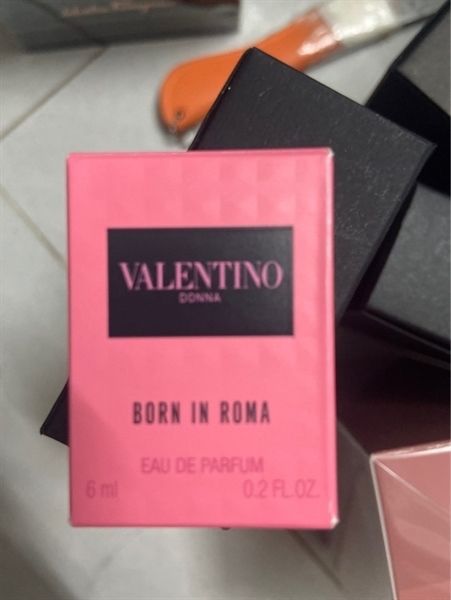 VALENTINO
DONNA
BORN IN ROMA
EAU DE PARFUM
6 ml 0.2 FL.OZ.